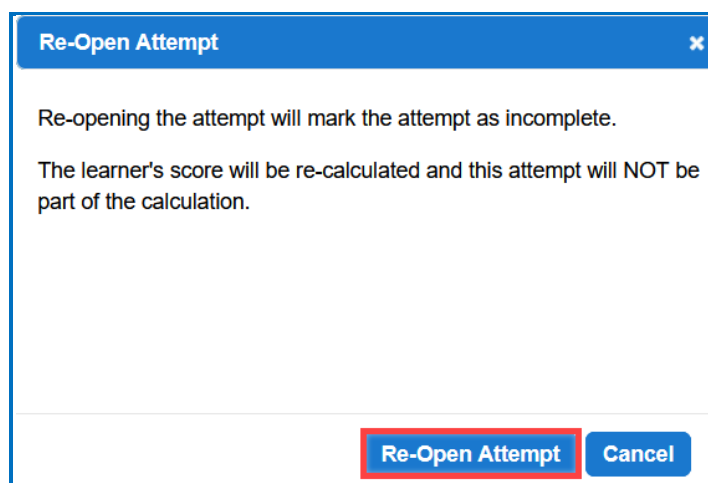 Re-Open Attempt
Re-opening the attempt will mark the attempt as incomplete.
The learner's score will be re-calculated and this attempt will NOT be
part of the calculation.
Re-Open Attempt Cancel